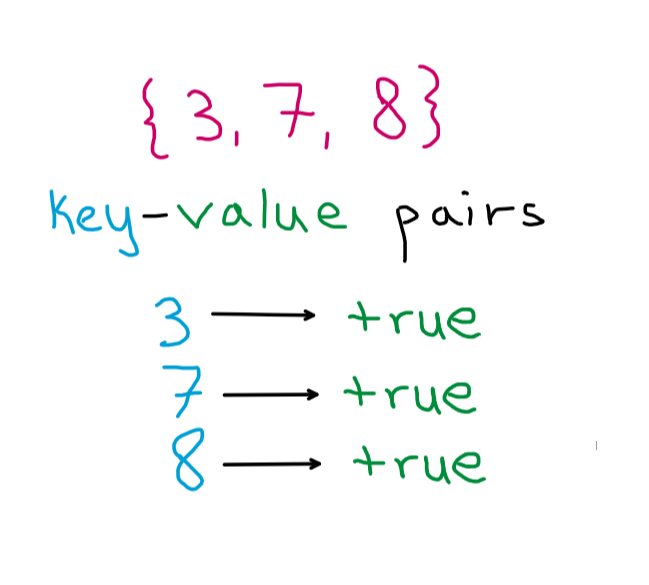 {3, 7, 8}
key-value pairs
3 → true
7 → true
8 → true